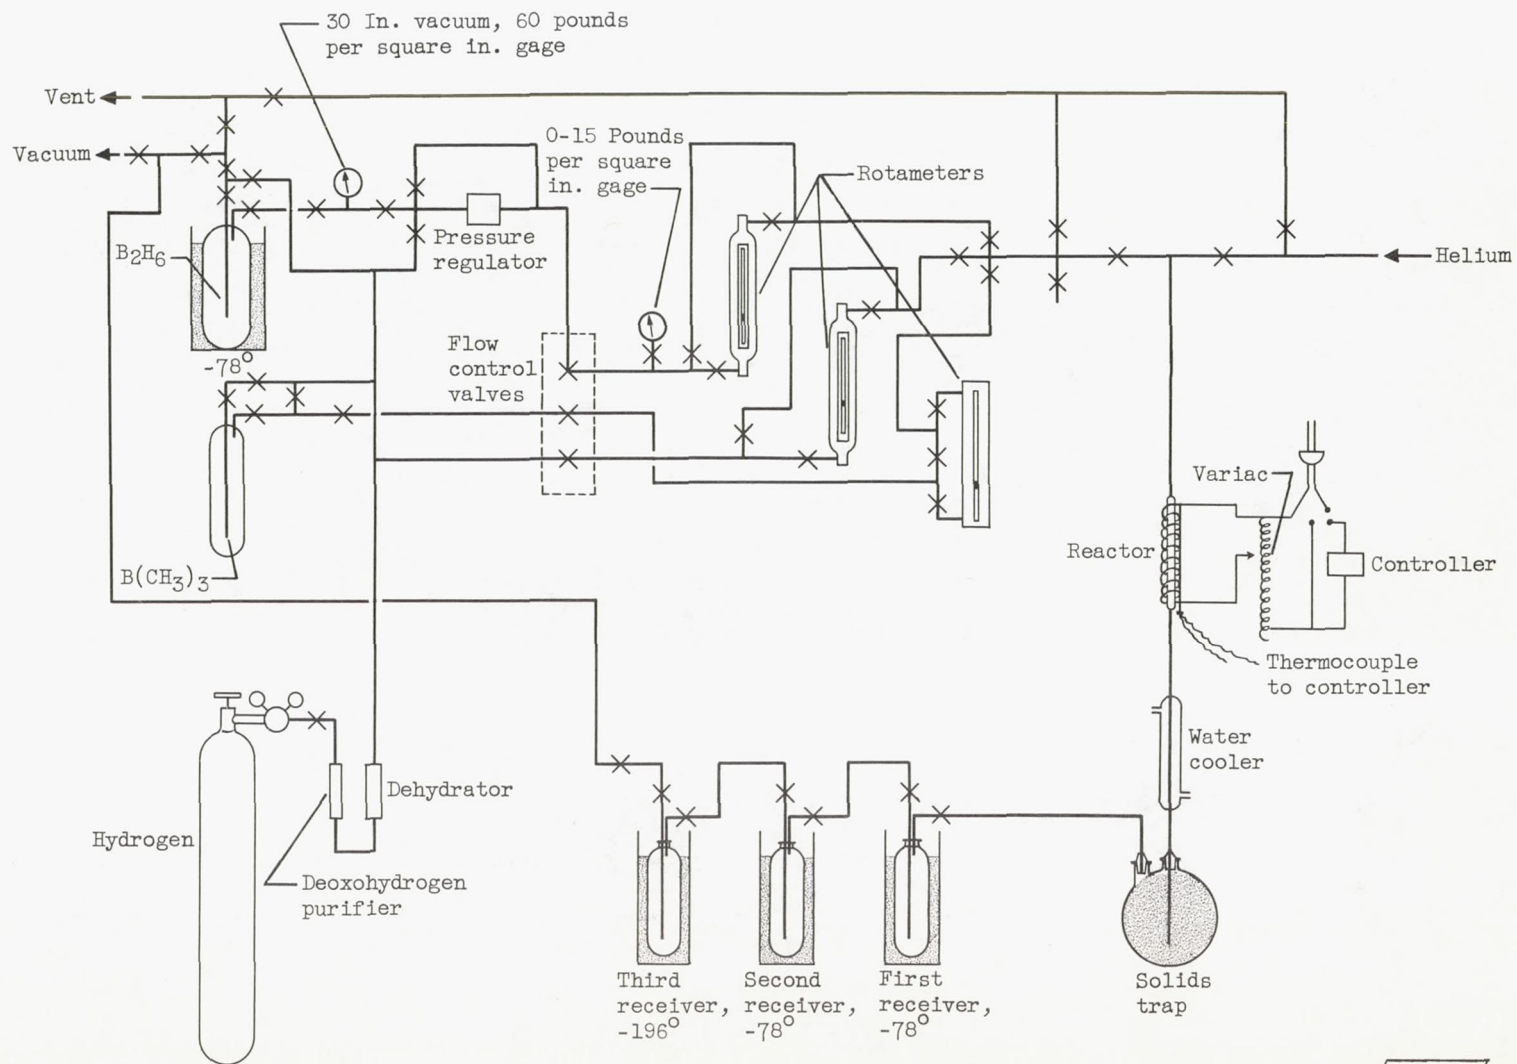 30 In. vacuum, 60 pounds
per square in. gage
Vent
Vacuum
0-15 Pounds
per square
in. gage
Rotameters
Pressure
regulator
B2H6
Helium
-78°
Flow
control
valves
Variac
Reactor
Controller
B(CH3)3
Thermocouple
to controller
Water
cooler
Dehydrator
Hydrogen
Deoxohydrogen
purifier
Third
receiver,
-196°
Second
receiver,
-78°
First
receiver,
-78°
Solids
trap